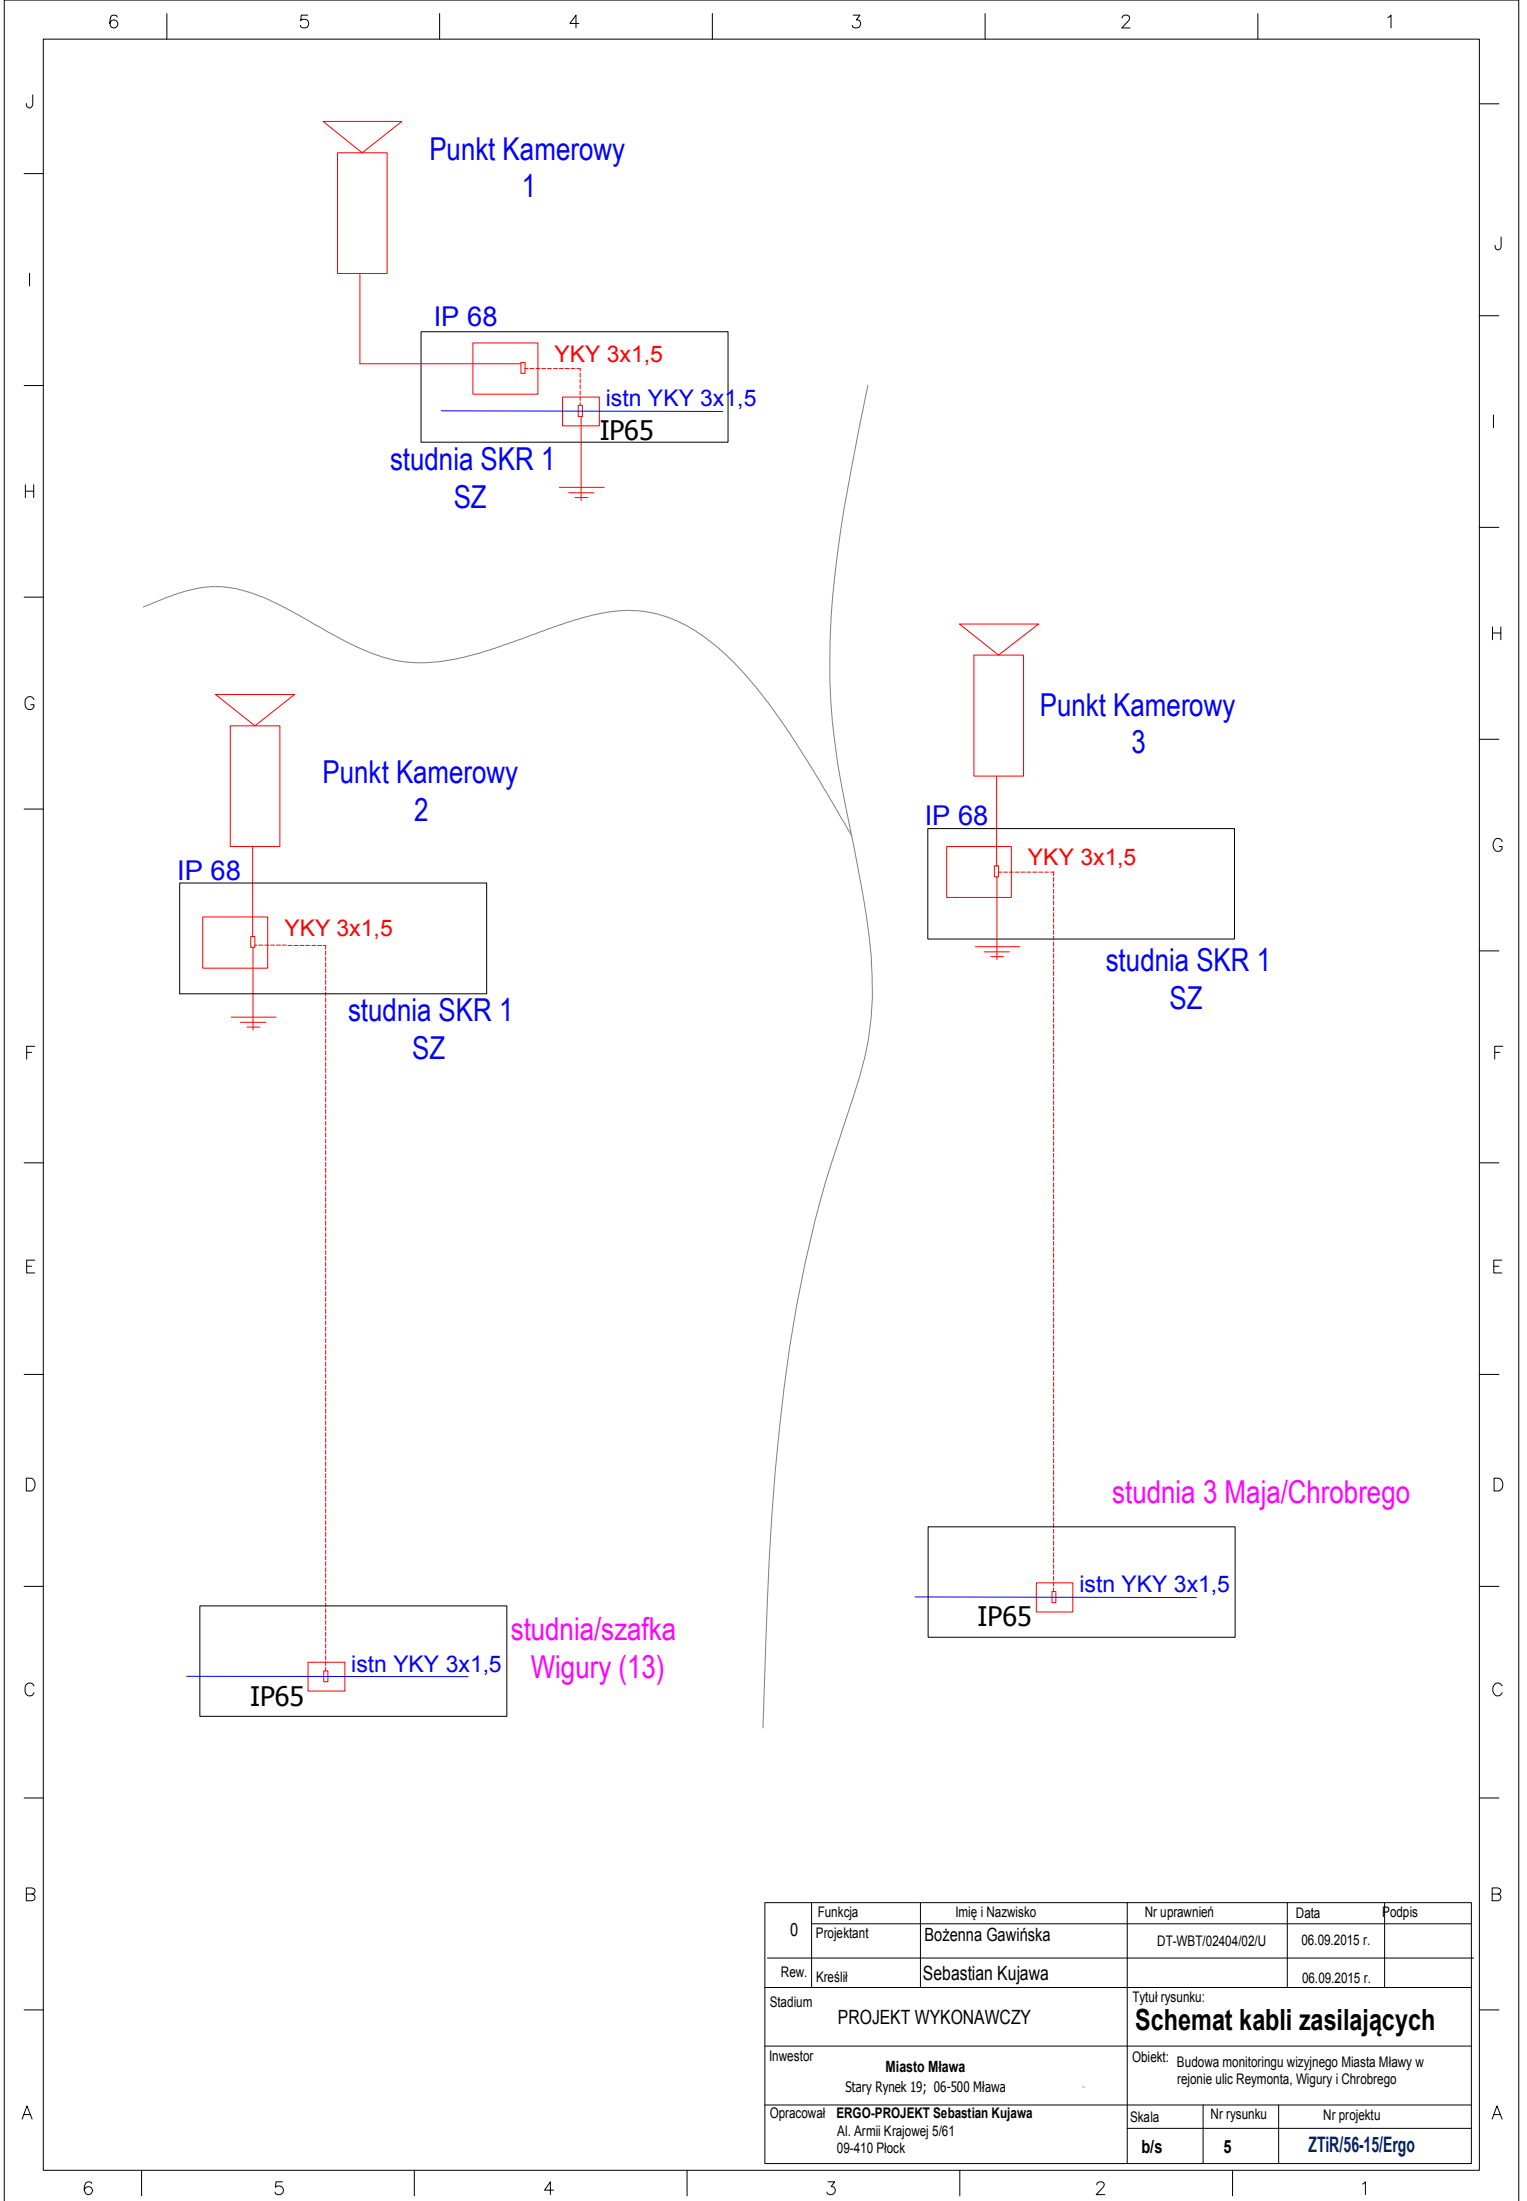 6 5 4 3 2 1
J
Punkt Kamerowy
1
J
I
IP 68
YKY 3x1,5
istn YKY 3x1,5
IP65
I
studnia SKR 1
SZ
H
H
G
Punkt Kamerowy
3
Punkt Kamerowy
2
IP 68
YKY 3x1,5
G
IP 68
YKY 3x1,5
studnia SKR 1
SZ
studnia SKR 1
SZ
F
F
E
E
D
D
studnia 3 Maja/Chrobrego
istn YKY 3x1,5
IP65
studnia/szafka
Wigury (13)
istn YKY 3x1,5
IP65
C
C
B
B
0 Funkcja Imię i Nazwisko Nr uprawnień Data Podpis
Projektant Bożenna Gawińska DT-WBT/02404/02/U 06.09.2015 r.
Rew. Kreślił Sebastian Kujawa 06.09.2015 r.
Stadium
PROJEKT WYKONAWCZY
Tytuł rysunku:
Schemat kabli zasilających
Inwestor
Miasto Mława
Stary Rynek 19; 06-500 Mława -
Obiekt: Budowa monitoringu wizyjnego Miasta Mławy w
rejonie ulic Reymonta, Wigury i Chrobrego
Opracował ERGO-PROJEKT Sebastian Kujawa
Al. Armii Krajowej 5/61
09-410 Płock
Skala Nr rysunku Nr projektu
b/s 5 ZTiR/56-15/Ergo
A
A
6 5 4 3 2 1